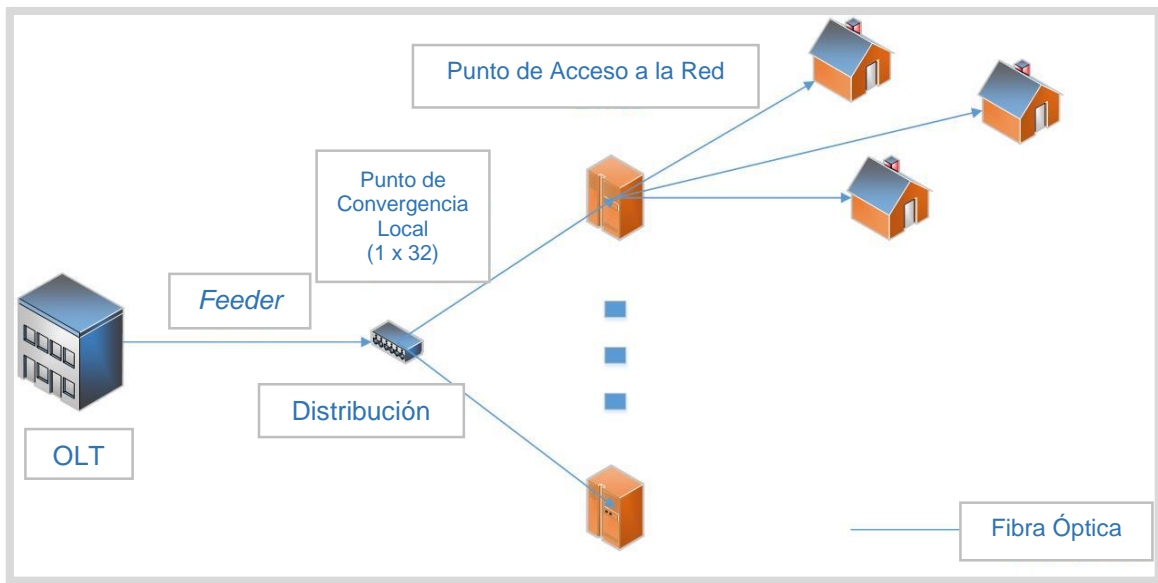 Punto de Acceso a la Red
Punto de
Convergencia
Local
(1 x 32)
Feeder
Distribución
OLT
Fibra Óptica